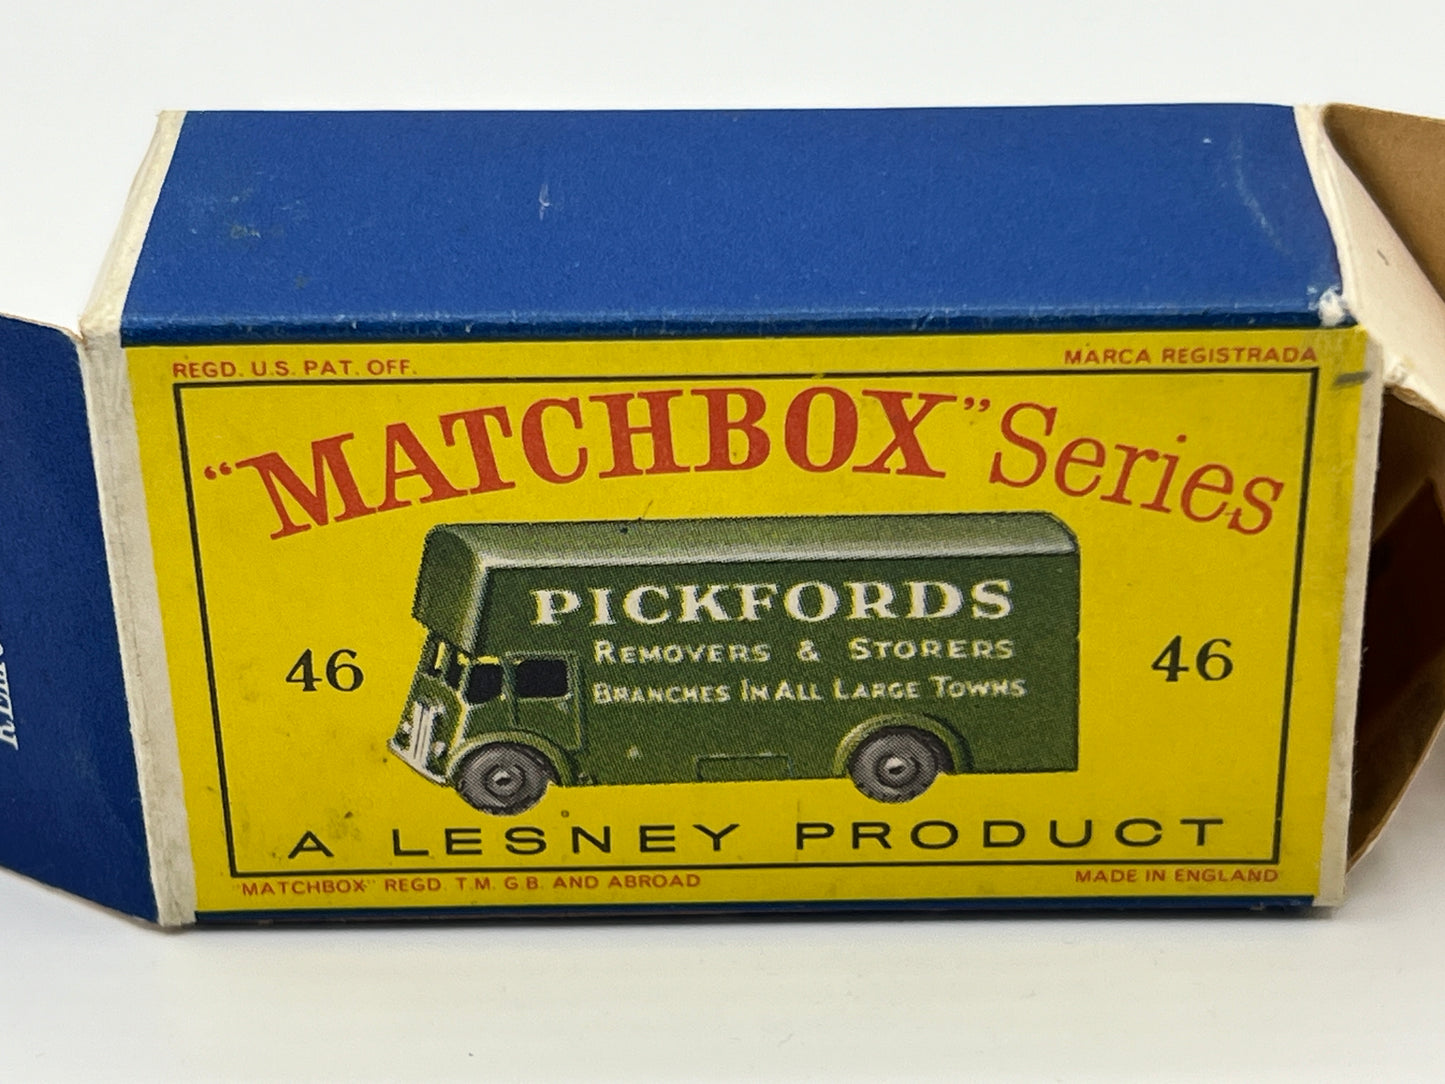 REGD. U.S. PAT. OFF.
MARCA REGISTRADA
"MATCHBOX" Series
PICKFORDS
REMOVERS & STORERS
BRANCHES IN ALL LARGE TOWNS
46
46
A LESNEY PRODUCT
"MATCHBOX" REGD. T.M. G.B. AND ABROAD
MADE IN ENGLAND